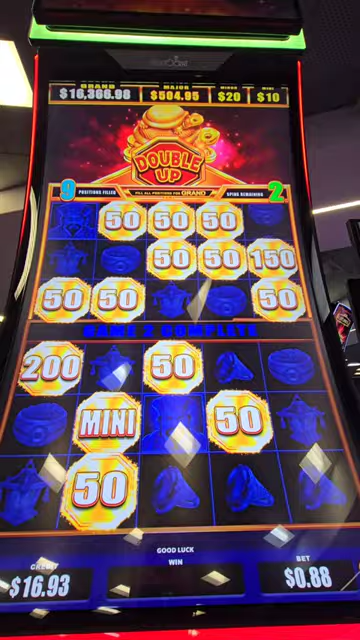 GRAND MAJOR MINOR MINI
$16,366.98 $504.95 $20 $10
DOUBLE
UP
9 POSITIONS FILLED FILL ALL POSITIONS FOR GRAND SPINS REMAINING 2
50 50 50
50 50 150
50 50 50
GAME 2 COMPLETE
200 50
MINI 50
50
GOOD LUCK
CREDIT WIN BET
$16.93 $0.88